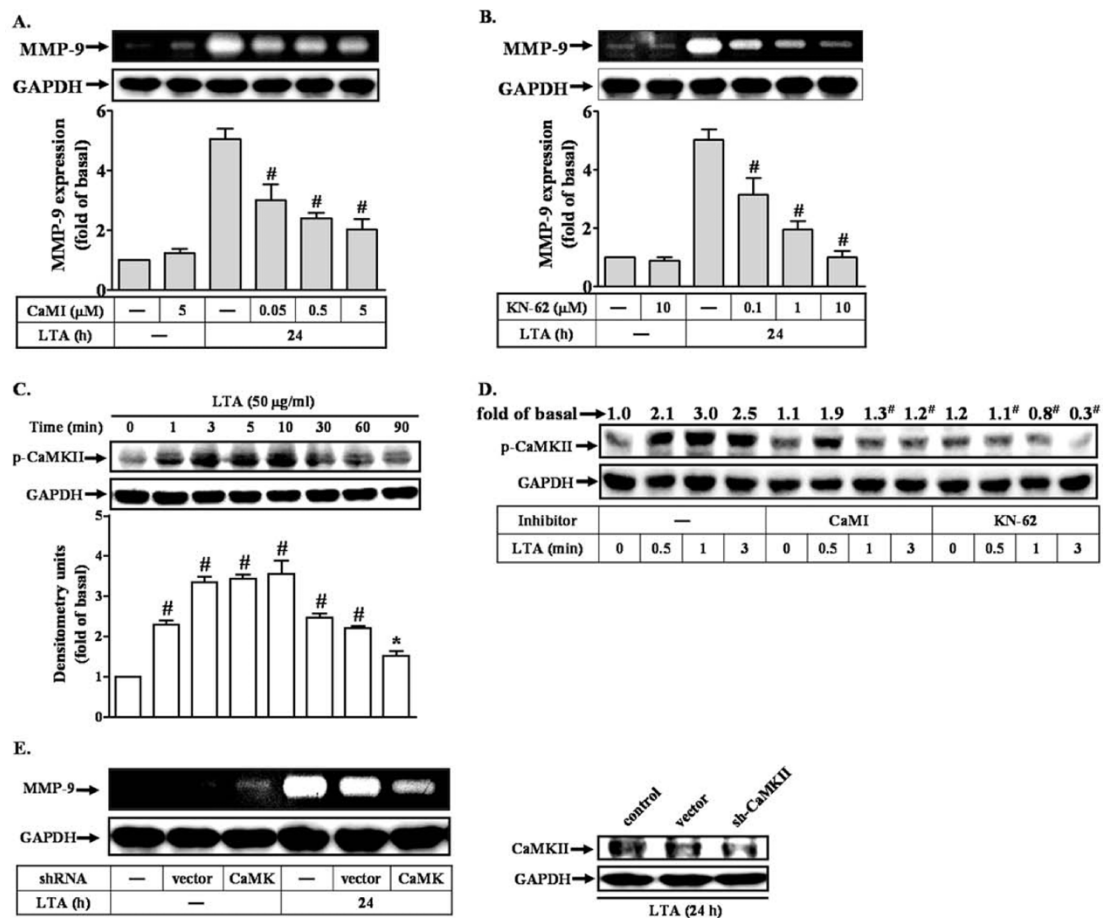 A.
MMP-9
GAPDH
MMP-9 expression
(fold of basal)
6
4
2
0
# # #
CaMI (μM) — 5 — 0.05 0.5 5
LTA (h) — 24
B.
MMP-9
GAPDH
MMP-9 expression
(fold of basal)
6
4
2
0
# # #
KN-62 (μM) — 10 — 0.1 1 10
LTA (h) — 24
C.
LTA (50 μg/ml)
Time (min) 0 1 3 5 10 30 60 90
p-CaMKII
GAPDH
Densitometry units
(fold of basal)
5
4
3
2
1
0
# # # # # # *
D.
fold of basal 1.0 2.1 3.0 2.5 1.1 1.9 1.3# 1.2# 1.2 1.1# 0.8# 0.3#
p-CaMKII
GAPDH
Inhibitor — CaMI KN-62
LTA (min) 0 0.5 1 3 0 0.5 1 3 0 0.5 1 3
E.
MMP-9
GAPDH
shRNA — vector CaMK — vector CaMK
LTA (h) — 24
control vector sh-CaMKII
CaMKII
GAPDH
LTA (24 h)